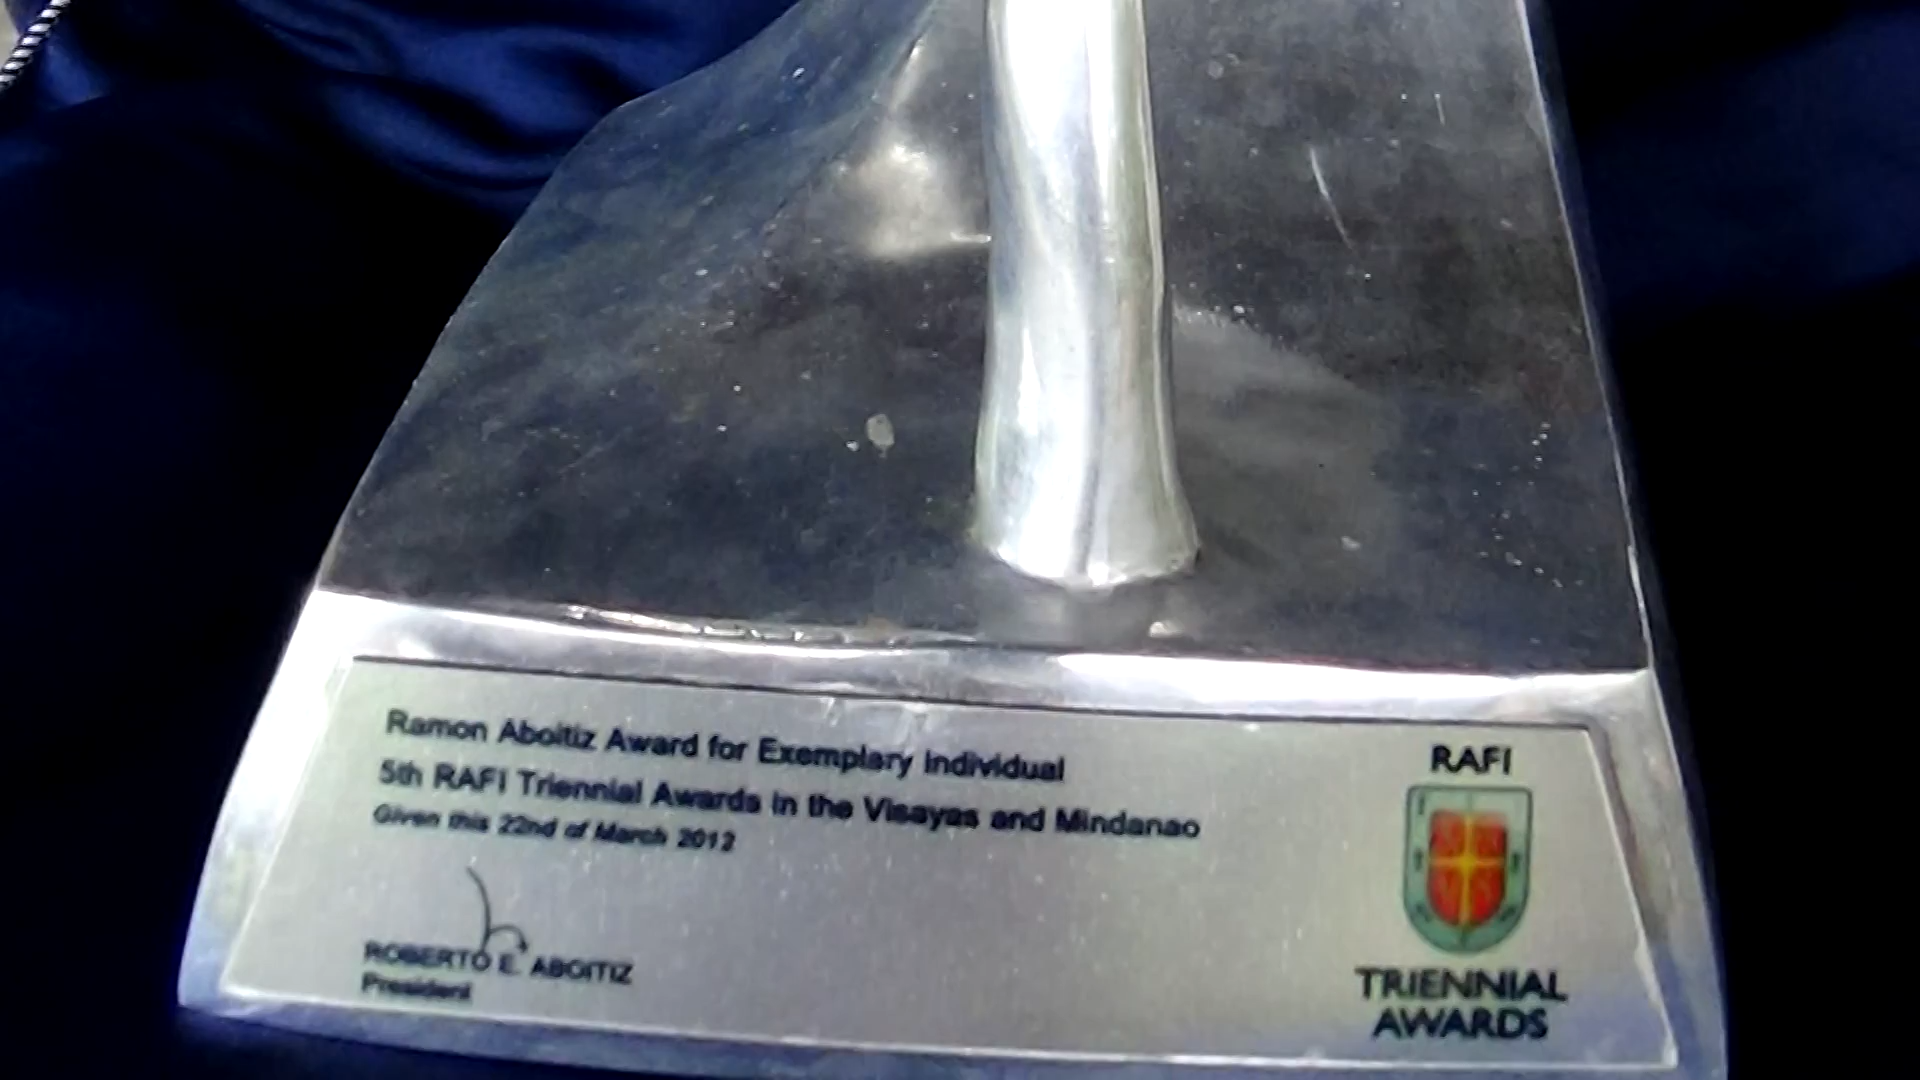 Ramon Aboitiz Award for Exemplary Individual
5th RAFI Triennial Awards in the Visayas and Mindanao
Given this 22nd of March 2012
ROBERTO E. ABOITIZ
President
RAFI
TRIENNIAL
AWARDS